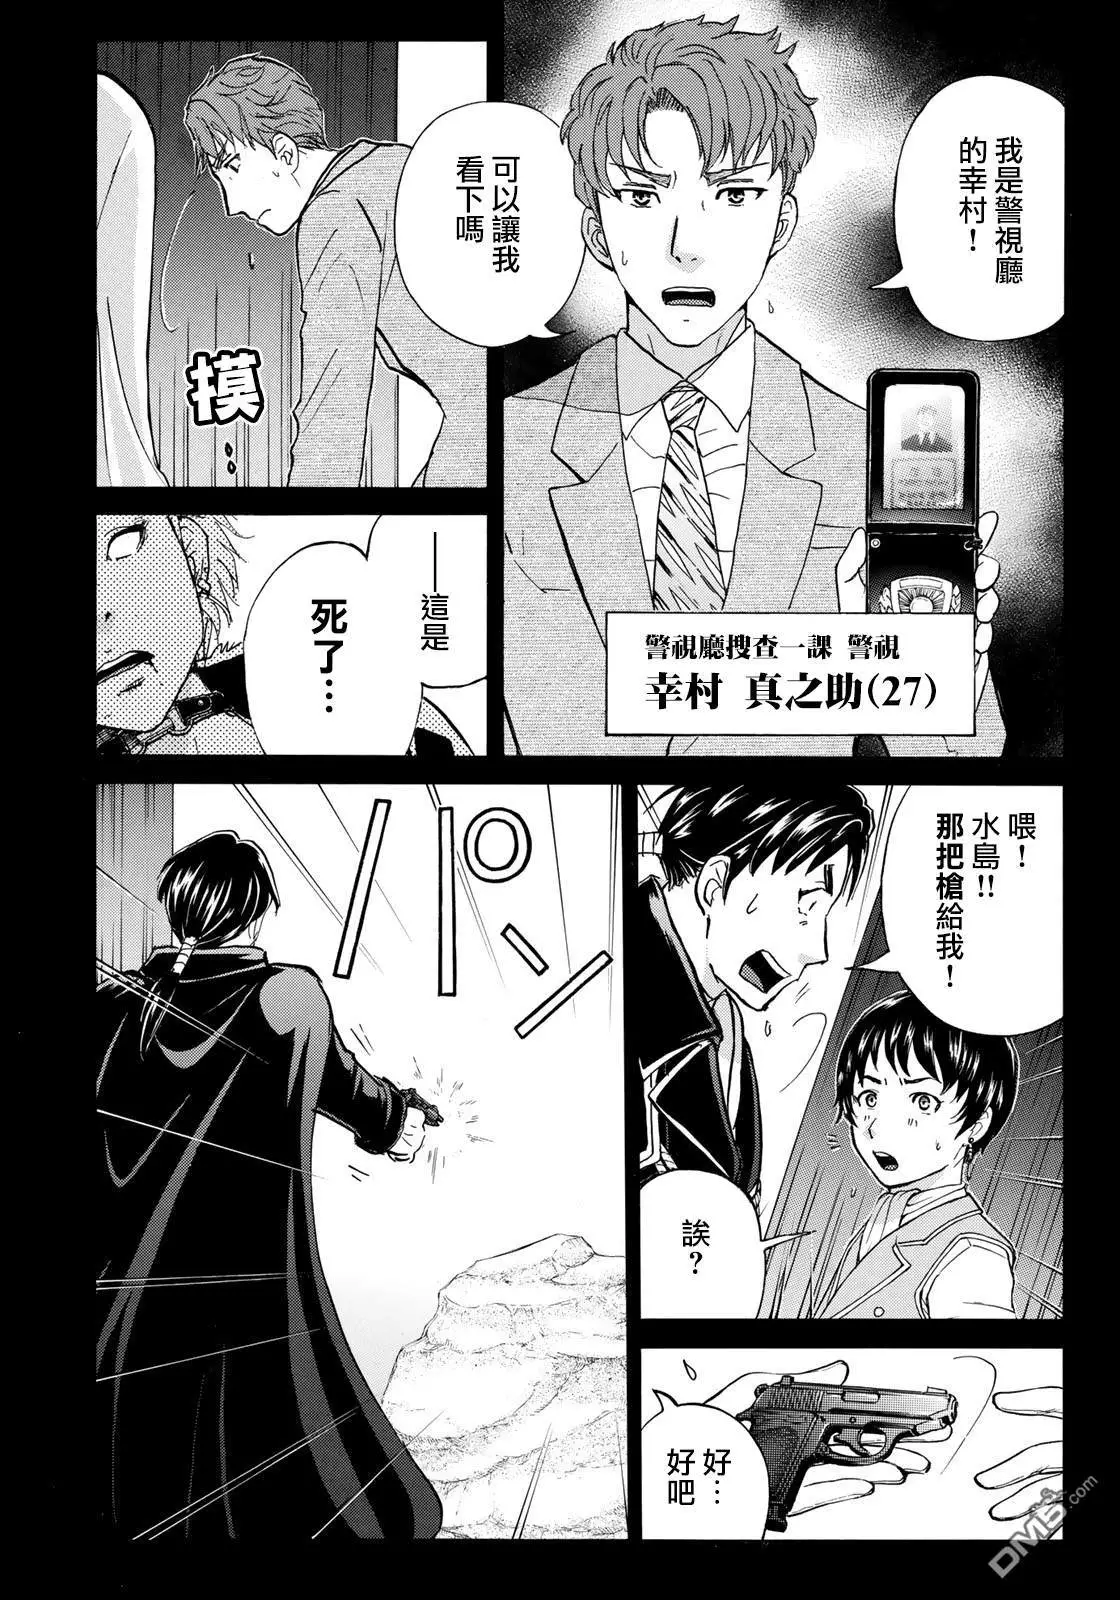 我是警視廳
的幸村！
可以讓我
看下嗎
警視廳搜查一課 警視
幸村 真之助(27)
摸…
——這是
死了…
喂！
水島!!
那把槍給我！
誒？
好…
好吧
パン
DM5.com